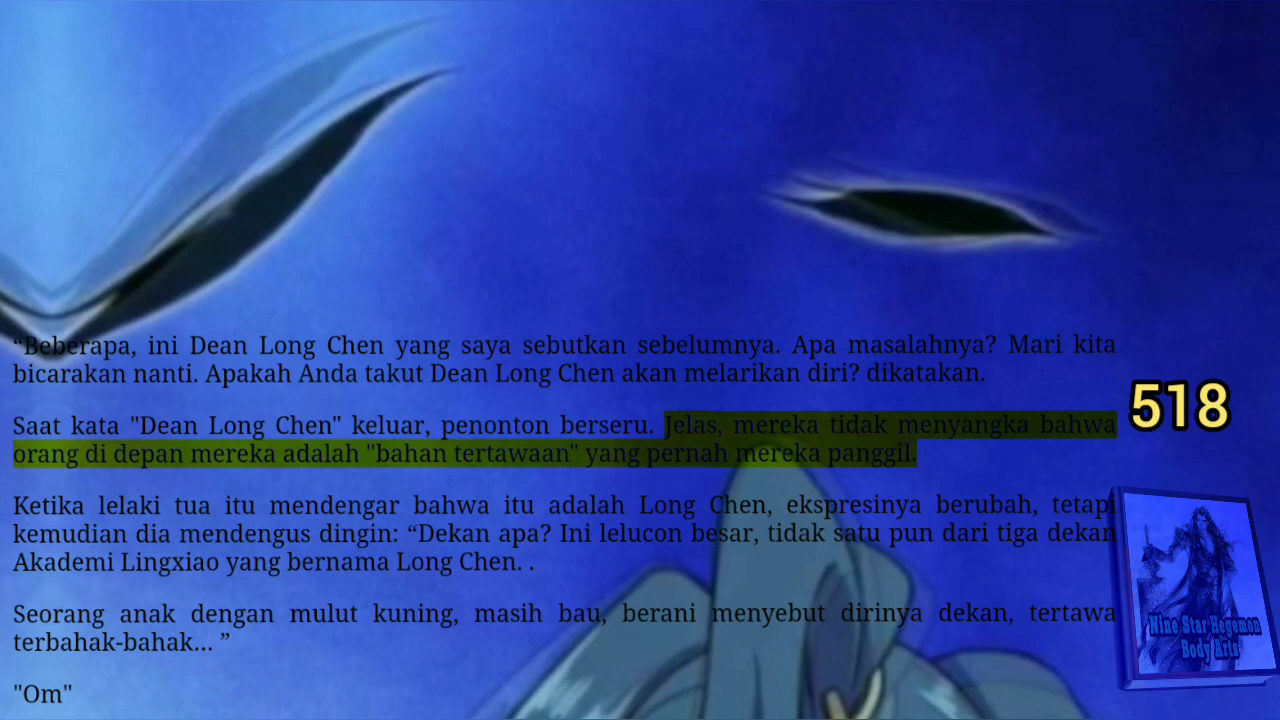 “Beberapa, ini Dean Long Chen yang saya sebutkan sebelumnya. Apa masalahnya? Mari kita
bicarakan nanti. Apakah Anda takut Dean Long Chen akan melarikan diri? dikatakan.
Saat kata "Dean Long Chen" keluar, penonton berseru. Jelas, mereka tidak menyangka bahwa
orang di depan mereka adalah "bahan tertawaan" yang pernah mereka panggil.
518
Ketika lelaki tua itu mendengar bahwa itu adalah Long Chen, ekspresinya berubah, tetapi
kemudian dia mendengus dingin: “Dekan apa? Ini lelucon besar, tidak satu pun dari tiga dekan
Akademi Lingxiao yang bernama Long Chen. .
Seorang anak dengan mulut kuning, masih bau, berani menyebut dirinya dekan, tertawa
terbahak-bahak... ”
"Om"
Nine Star Hegemon
Body Arts